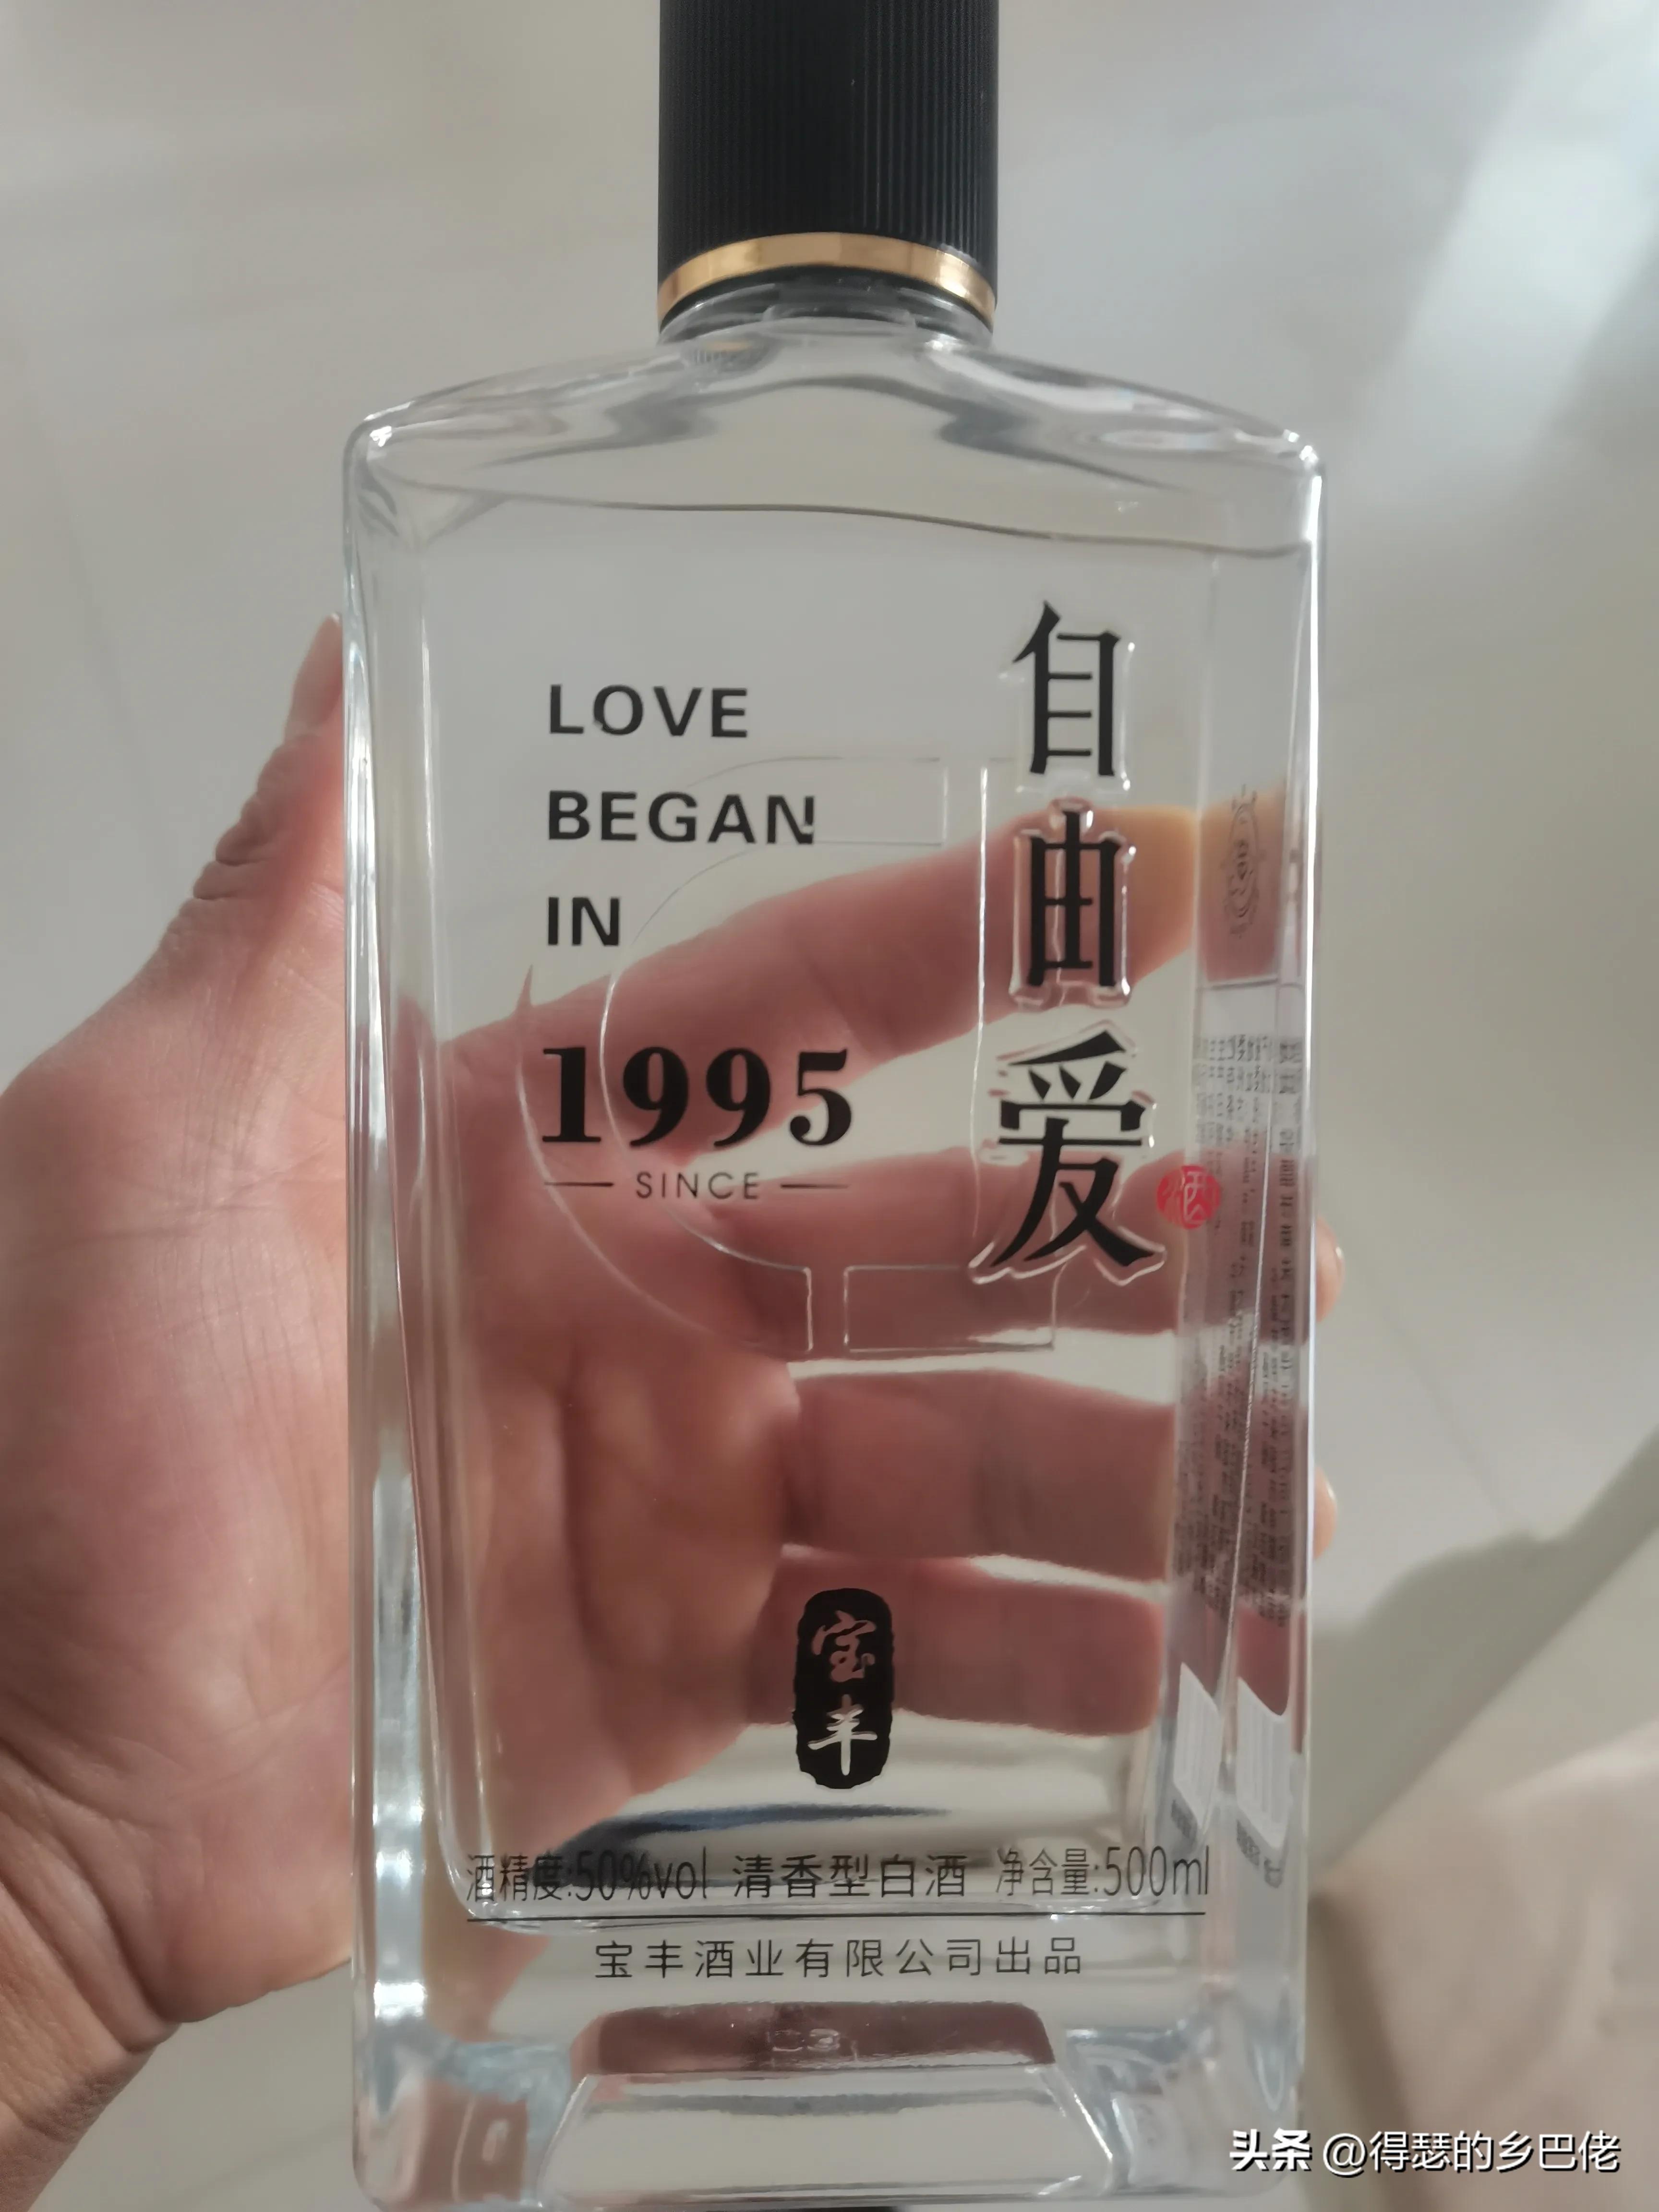 LOVE
BEGAN
IN
1995
SINCE
自由爱
酒
宝丰
酒精度:50%vol 清香型白酒 净含量:500ml
宝丰酒业有限公司出品
头条 @得瑟的乡巴佬